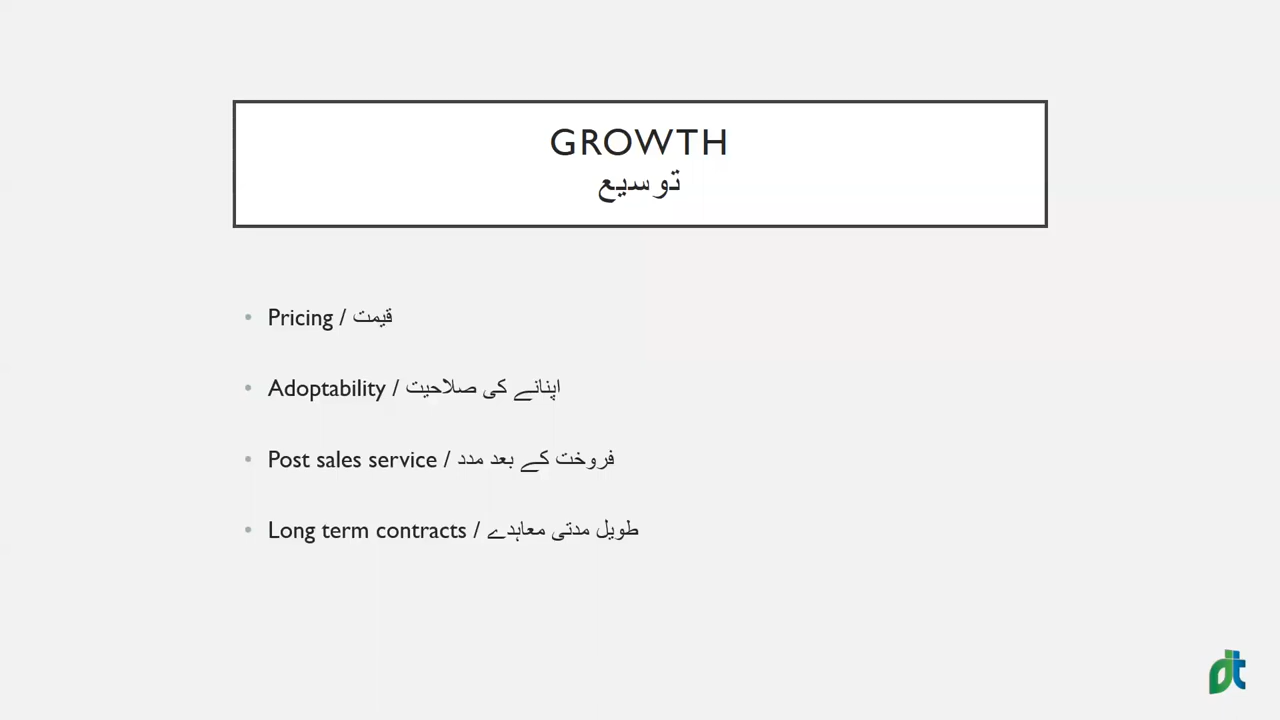 GROWTH
توسیع
• Pricing / قیمت
• Adoptability / اپنانے کی صلاحیت
• Post sales service / فروخت کے بعد مدد
• Long term contracts / طویل مدتی معاہدے
dt